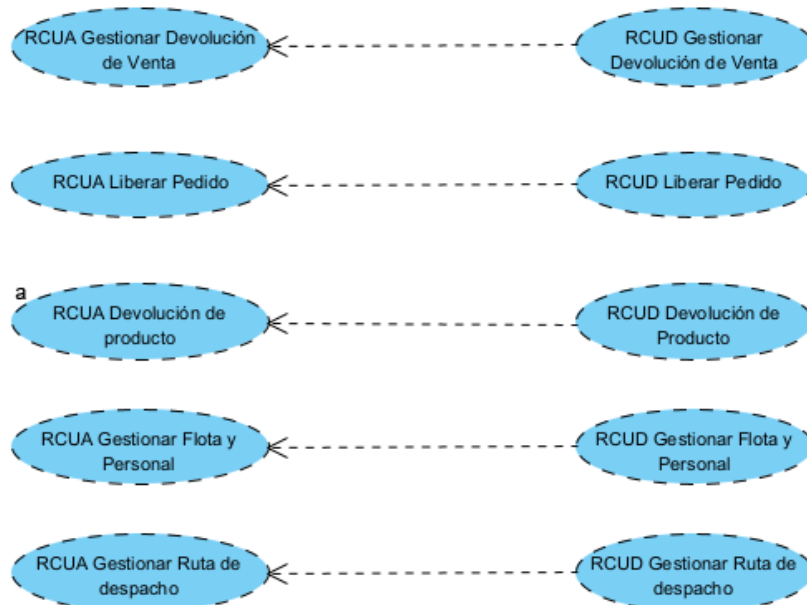 RCUA Gestionar Devolución
de Venta
RCUD Gestionar
Devolución de Venta
RCUA Liberar Pedido
RCUD Liberar Pedido
a
RCUA Devolución de
producto
RCUD Devolución de
Producto
RCUA Gestionar Flota y
Personal
RCUD Gestionar Flota y
Personal
RCUA Gestionar Ruta de
despacho
RCUD Gestionar Ruta de
despacho